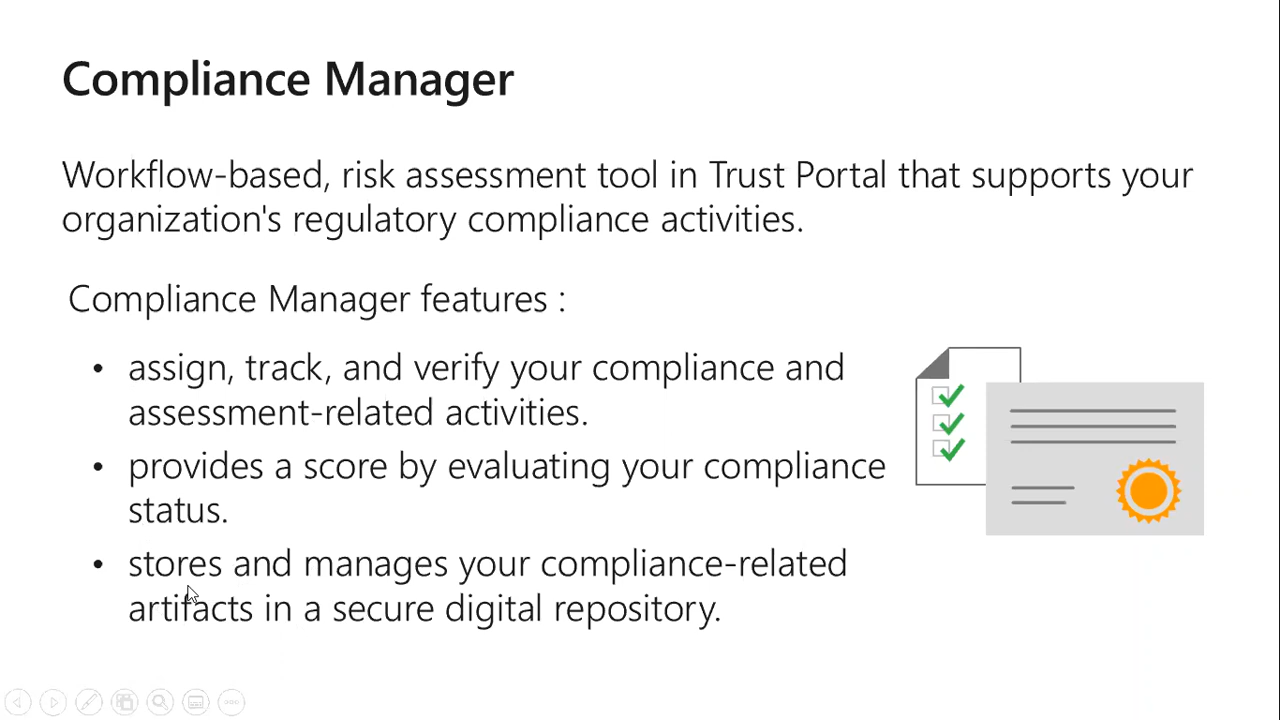 Compliance Manager
Workflow-based, risk assessment tool in Trust Portal that supports your
organization's regulatory compliance activities.
Compliance Manager features :
• assign, track, and verify your compliance and
assessment-related activities.
• provides a score by evaluating your compliance
status.
• stores and manages your compliance-related
artifacts in a secure digital repository.